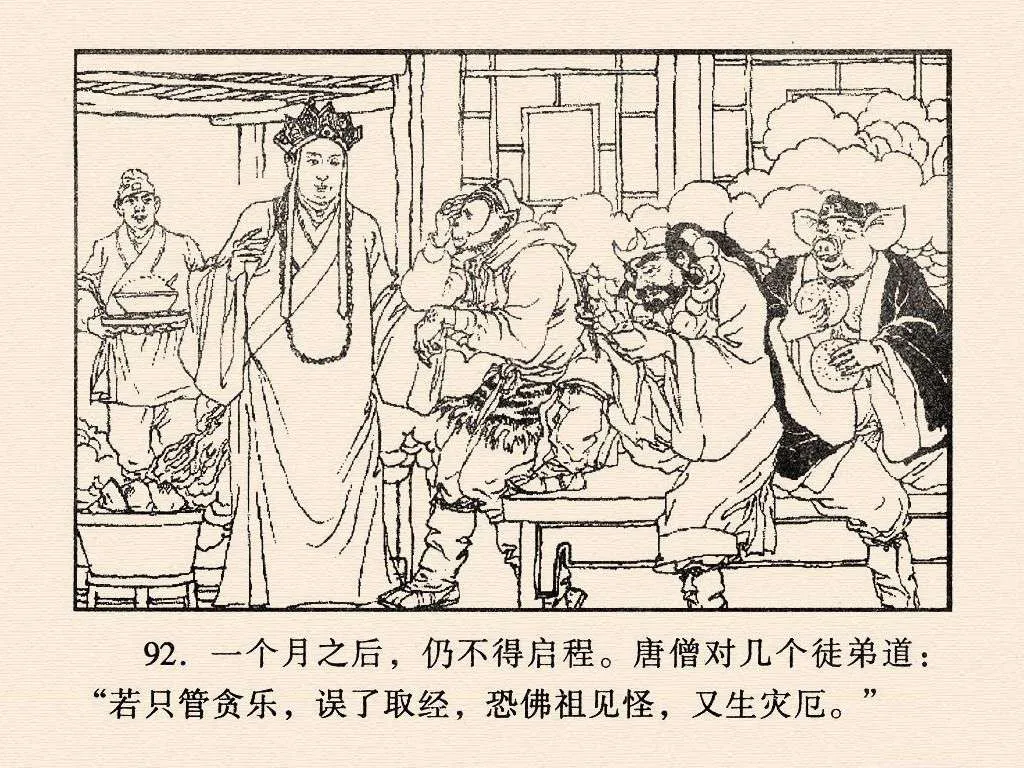 92. 一个月之后，仍不得启程。唐僧对几个徒弟道：
“若只管贪乐，误了取经，恐佛祖见怪，又生灾厄。”